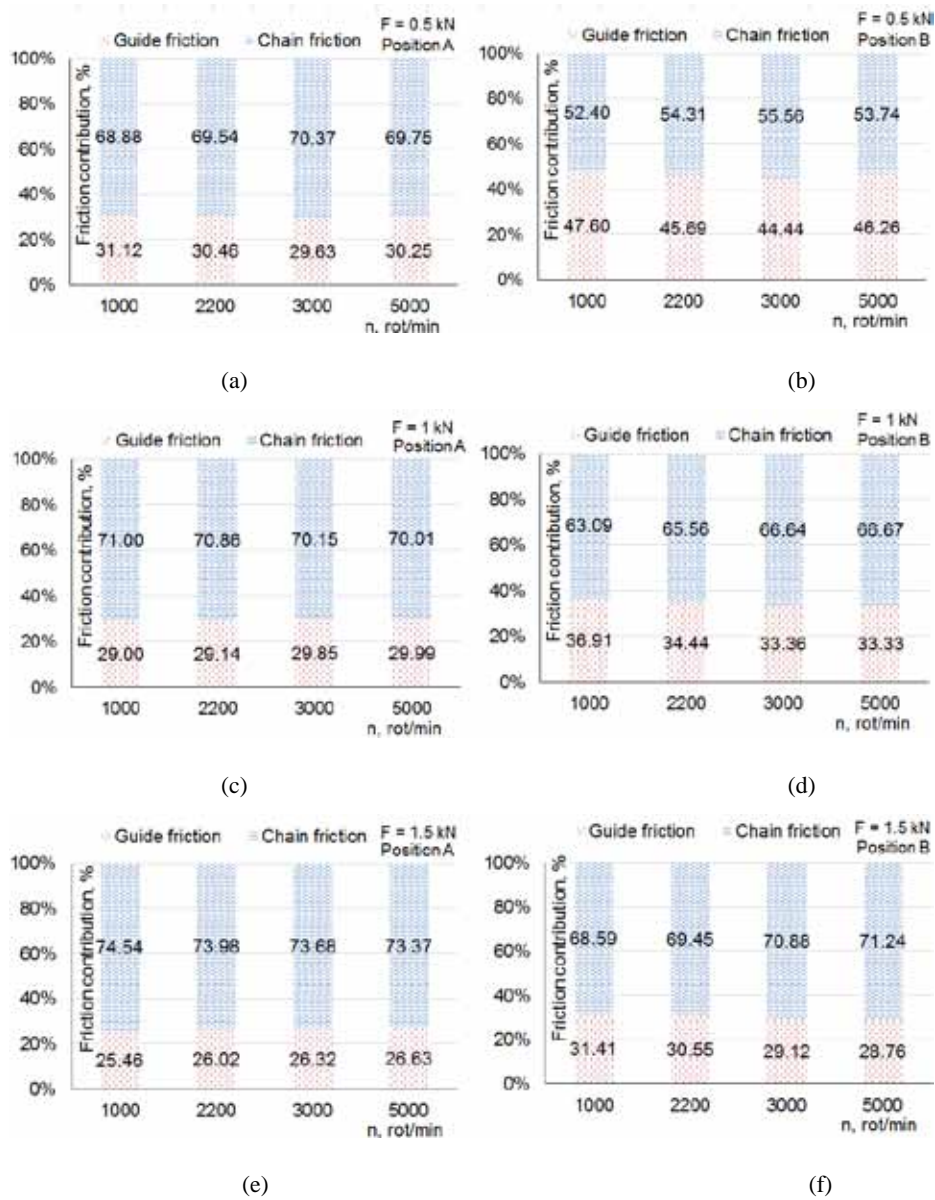 F = 0.5 kN
Guide friction Chain friction Position A
Friction contribution, %
100%
80%
60%
40%
20%
0%
68.88 69.54 70.37 69.75
31.12 30.46 29.63 30.25
1000 2200 3000 5000
n, rot/min
(a)
F = 0.5 kN
Guide friction Chain friction Position B
Friction contribution, %
100%
80%
60%
40%
20%
0%
52.40 54.31 55.56 53.74
47.60 45.69 44.44 46.26
1000 2200 3000 5000
n, rot/min
(b)
F = 1 kN
Guide friction Chain friction Position A
Friction contribution, %
100%
80%
60%
40%
20%
0%
71.00 70.86 70.15 70.01
29.00 29.14 29.85 29.99
1000 2200 3000 5000
n, rot/min
(c)
F = 1 kN
Guide friction Chain friction Position B
Friction contribution, %
100%
80%
60%
40%
20%
0%
63.09 65.56 66.64 66.67
36.91 34.44 33.36 33.33
1000 2200 3000 5000
n, rot/min
(d)
Guide friction Chain friction F = 1.5 kN
Position A
Friction contribution, %
100%
80%
60%
40%
20%
0%
74.54 73.98 73.68 73.37
25.46 26.02 26.32 26.63
1000 2200 3000 5000
n, rot/min
(e)
Guide friction Chain friction F = 1.5 kN
Position B
Friction contribution, %
100%
80%
60%
40%
20%
0%
68.59 69.45 70.88 71.24
31.41 30.55 29.12 28.76
1000 2200 3000 5000
n, rot/min
(f)